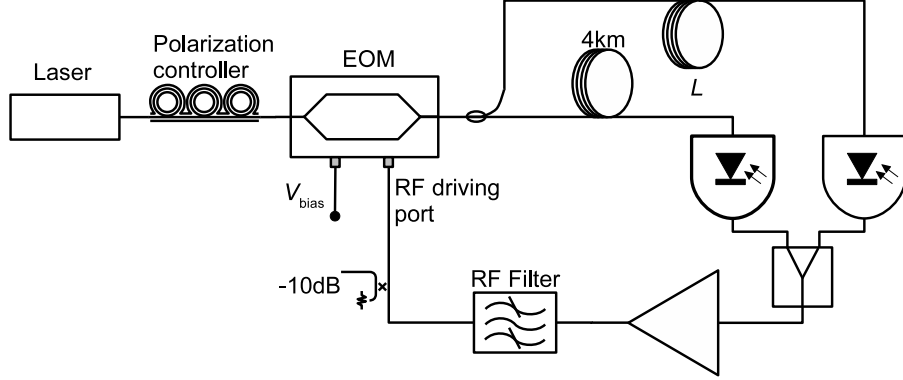 Laser
Polarization
controller
EOM
4km
L
V bias
RF driving
port
-10dB
RF Filter